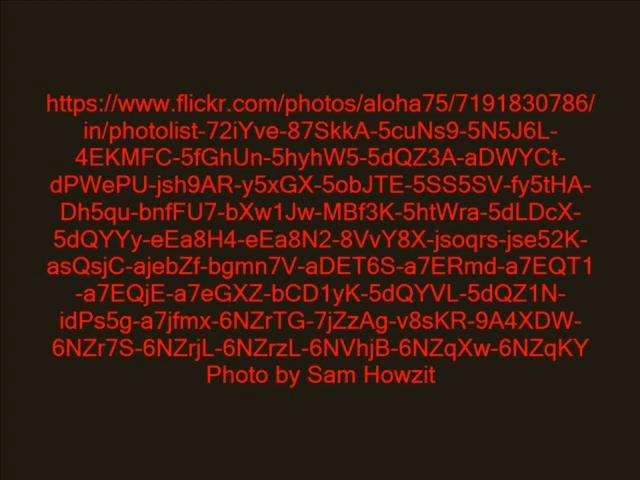 https://www.flickr.com/photos/aloha75/7191830786/
in/photolist-72iYve-87SkkA-5cuNs9-5N5J6L-
4EKMFC-5fGhUn-5hyhW5-5dQZ3A-aDWYCt-
dPWePU-jsh9AR-y5xGX-5obJTE-5SS5SV-fy5tHA-
Dh5qu-bnfFU7-bXw1Jw-MBf3K-5htWra-5dLDcX-
5dQYYy-eEa8H4-eEa8N2-8VvY8X-jsoqrs-jse52K-
asQsjC-ajebZf-bgmn7V-aDET6S-a7ERmd-a7EQT1
-a7EQjE-a7eGXZ-bCD1yK-5dQYVL-5dQZ1N-
idPs5g-a7jfmx-6NZrTG-7jZzAg-v8sKR-9A4XDW-
6NZr7S-6NZrjL-6NZrzL-6NVhjB-6NZqXw-6NZqKY
Photo by Sam Howzit